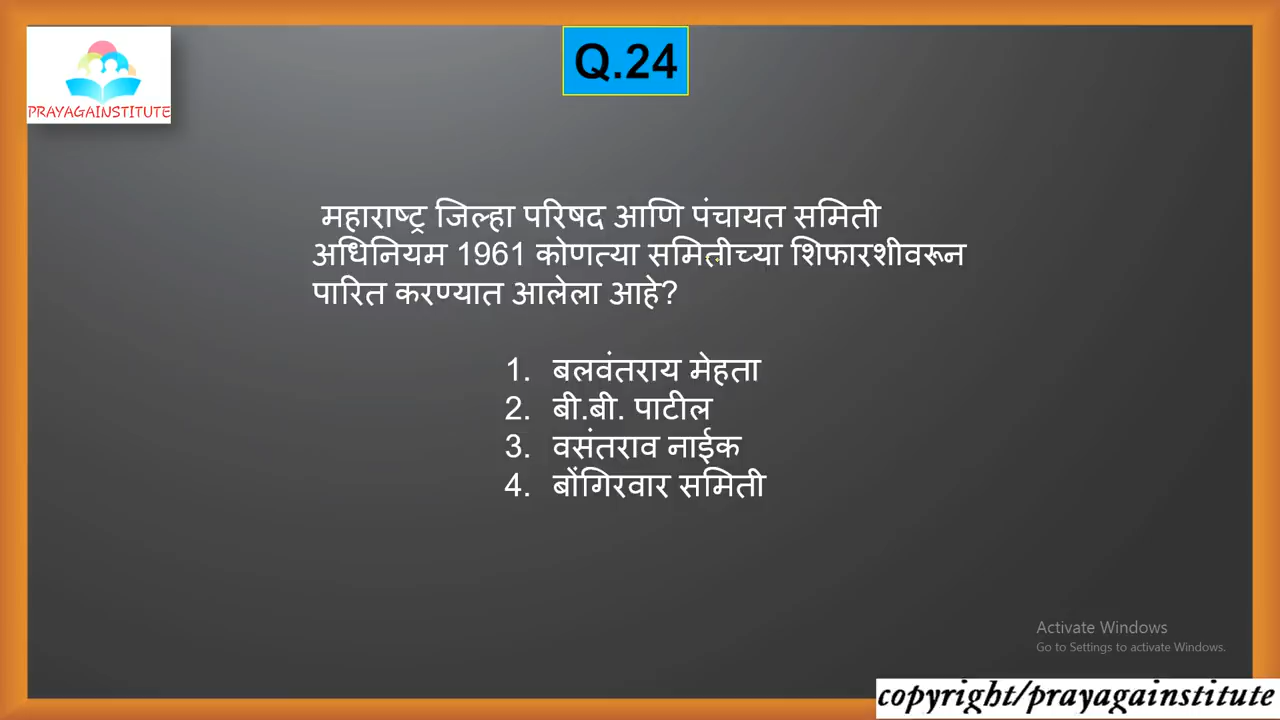 Q.24
PRAYAGAINSTITUTE
महाराष्ट्र जिल्हा परिषद आणि पंचायत समिती
अधिनियम 1961 कोणत्या समितीच्या शिफारशीवरून
पारित करण्यात आलेला आहे?
1. बलवंतराय मेहता
2. बी.बी. पाटील
3. वसंतराव नाईक
4. बोंगिरवार समिती
Activate Windows
Go to Settings to activate Windows.
copyright/prayagainstitute